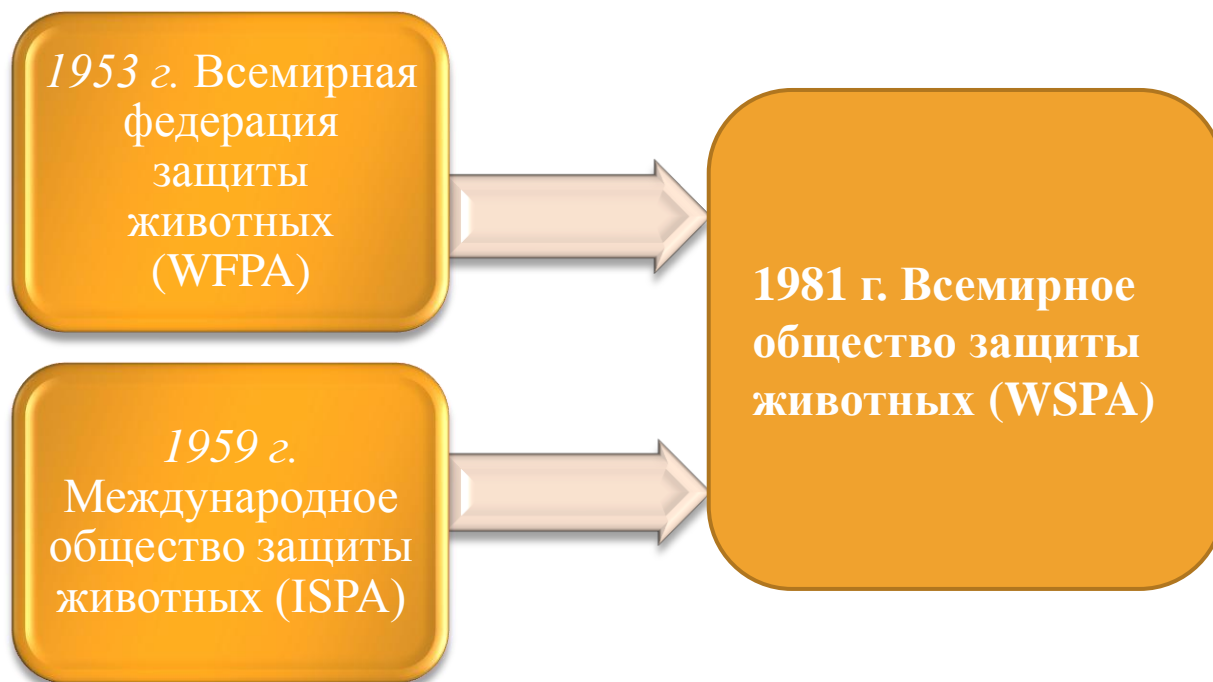 1953 г. Всемирная
федерация
защиты
животных
(WFPA)
1959 г.
Международное
общество защиты
животных (ISPA)
1981 г. Всемирное
общество защиты
животных (WSPA)